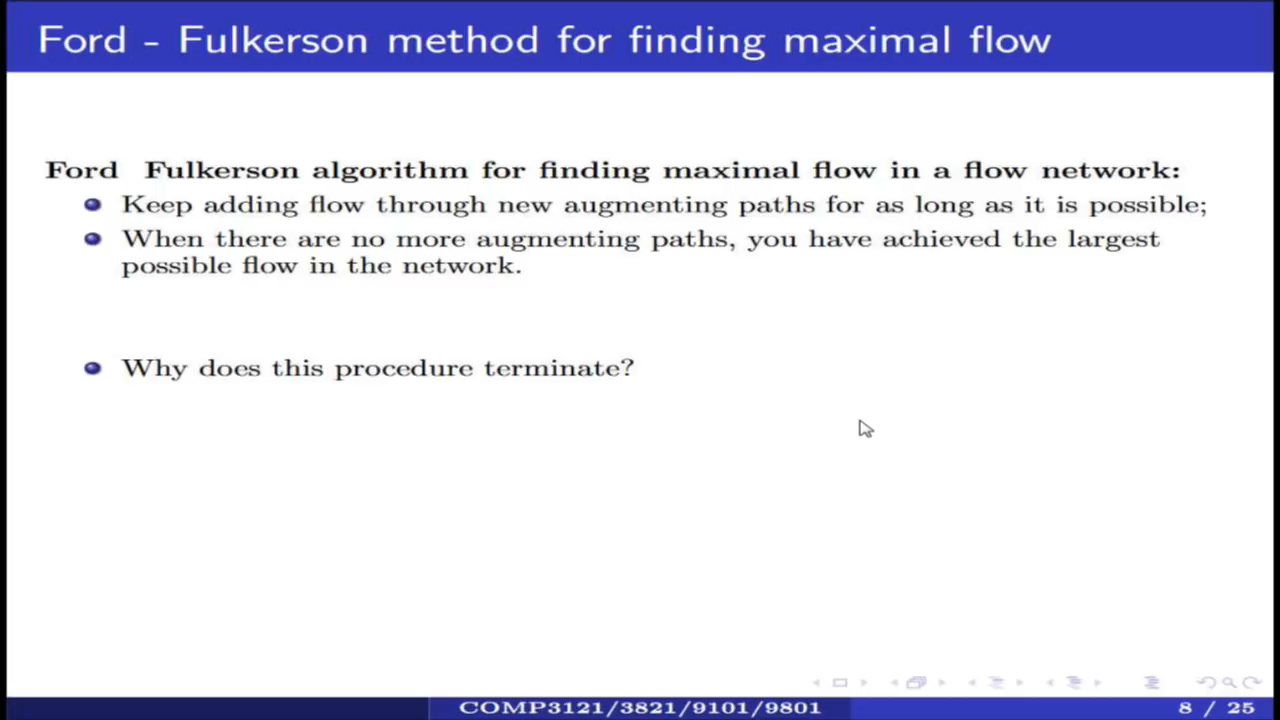 Ford - Fulkerson method for finding maximal flow
Ford Fulkerson algorithm for finding maximal flow in a flow network:
Keep adding flow through new augmenting paths for as long as it is possible;
When there are no more augmenting paths, you have achieved the largest
possible flow in the network.
Why does this procedure terminate?
COMP3121/3821/9101/9801
8 / 25